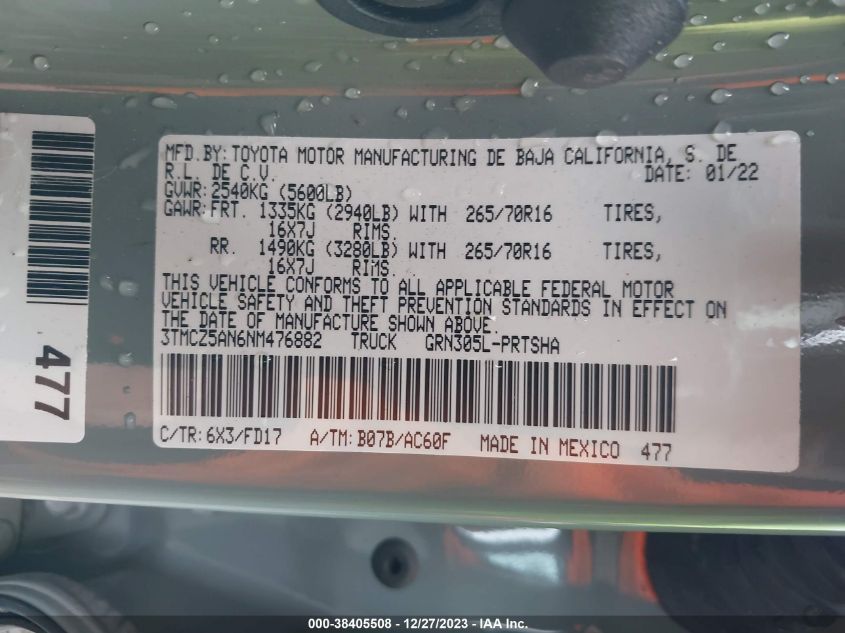 MFD.BY:TOYOTA MOTOR MANUFACTURING DE BAJA CALIFORNIA, S. DE
R.L. DE C.V. DATE: 01/22
GVWR:2540KG (5600LB)
GAWR:FRT. 1335KG (2940LB) WITH 265/70R16 TIRES,
16X7J RIMS.
RR. 1490KG (3280LB) WITH 265/70R16 TIRES,
16X7J RIMS.
THIS VEHICLE CONFORMS TO ALL APPLICABLE FEDERAL MOTOR
VEHICLE SAFETY AND THEFT PREVENTION STANDARDS IN EFFECT ON
THE DATE OF MANUFACTURE SHOWN ABOVE.
3TMCZ5AN6NM476882 TRUCK GRN305L-PRTSHA
C/TR:6X3/FD17 A/TM:B07B/AC60F MADE IN MEXICO 477
477
000-38405508 - 12/27/2023 - IAA Inc.